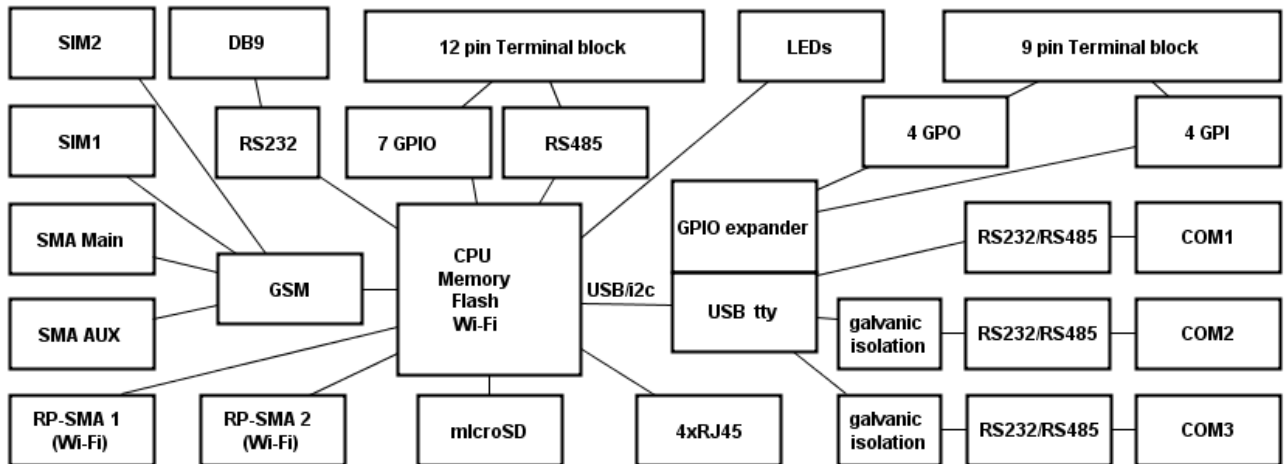 SIM2
DB9
12 pin Terminal block
LEDs
9 pin Terminal block
SIM1
RS232
7 GPIO
RS485
4 GPO
4 GPI
SMA Main
GSM
CPU
Memory
Flash
Wi-Fi
USB/i2c
GPIO expander
USB tty
RS232/RS485
COM1
SMA AUX
galvanic
isolation
RS232/RS485
COM2
RP-SMA 1
(Wi-Fi)
RP-SMA 2
(Wi-Fi)
mIcroSD
4xRJ45
galvanic
isolation
RS232/RS485
COM3